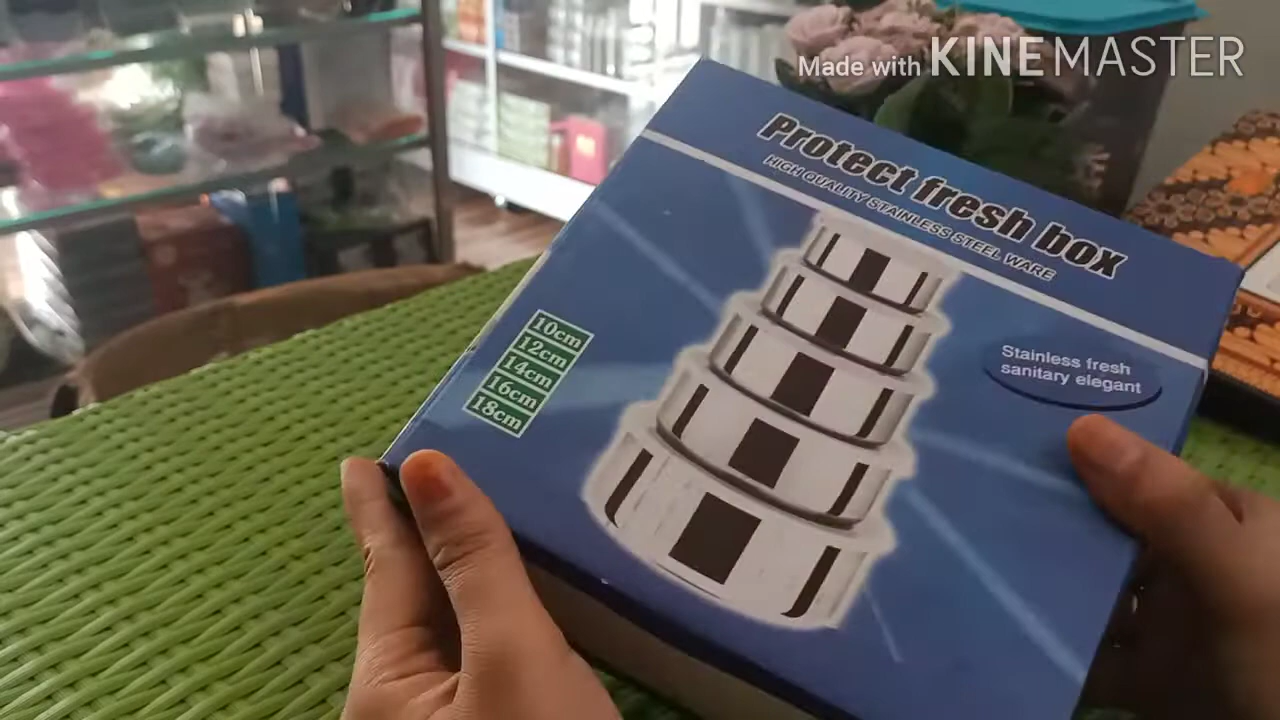 Made with KINEMASTER
Protect fresh box
HIGH QUALITY STAINLESS STEEL WARE
10cm
12cm
14cm
16cm
18cm
Stainless fresh
sanitary elegant